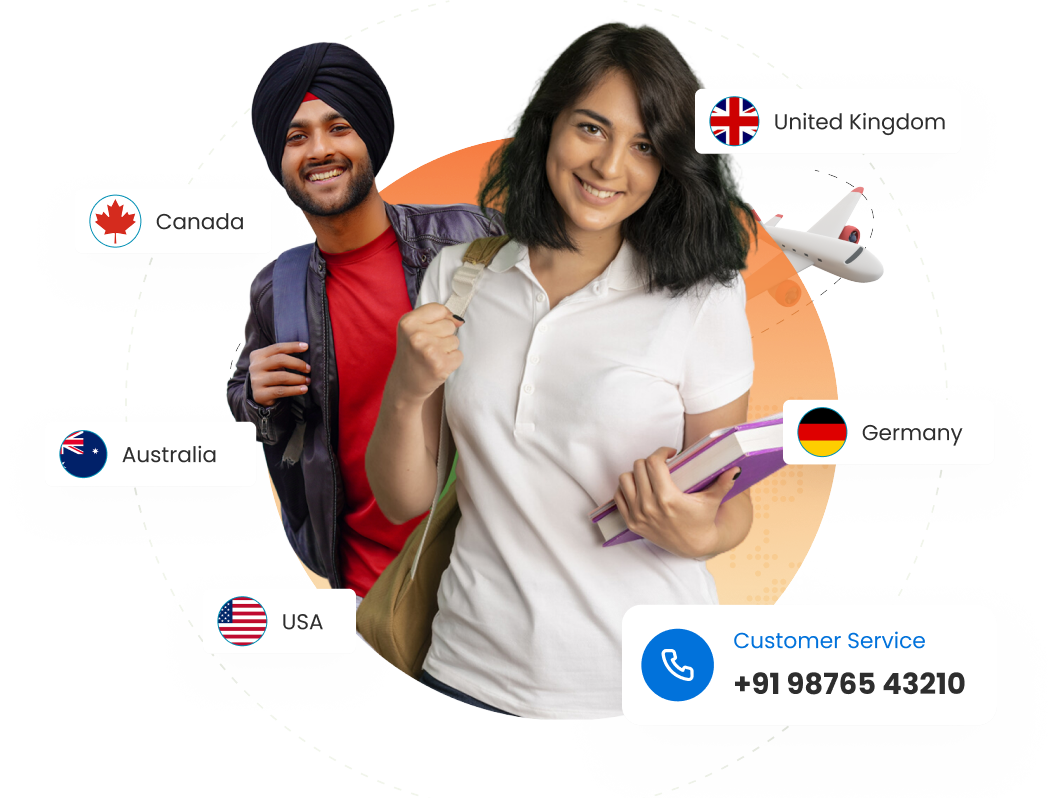 United Kingdom
Canada
Germany
Australia
USA
Customer Service
+91 98765 43210